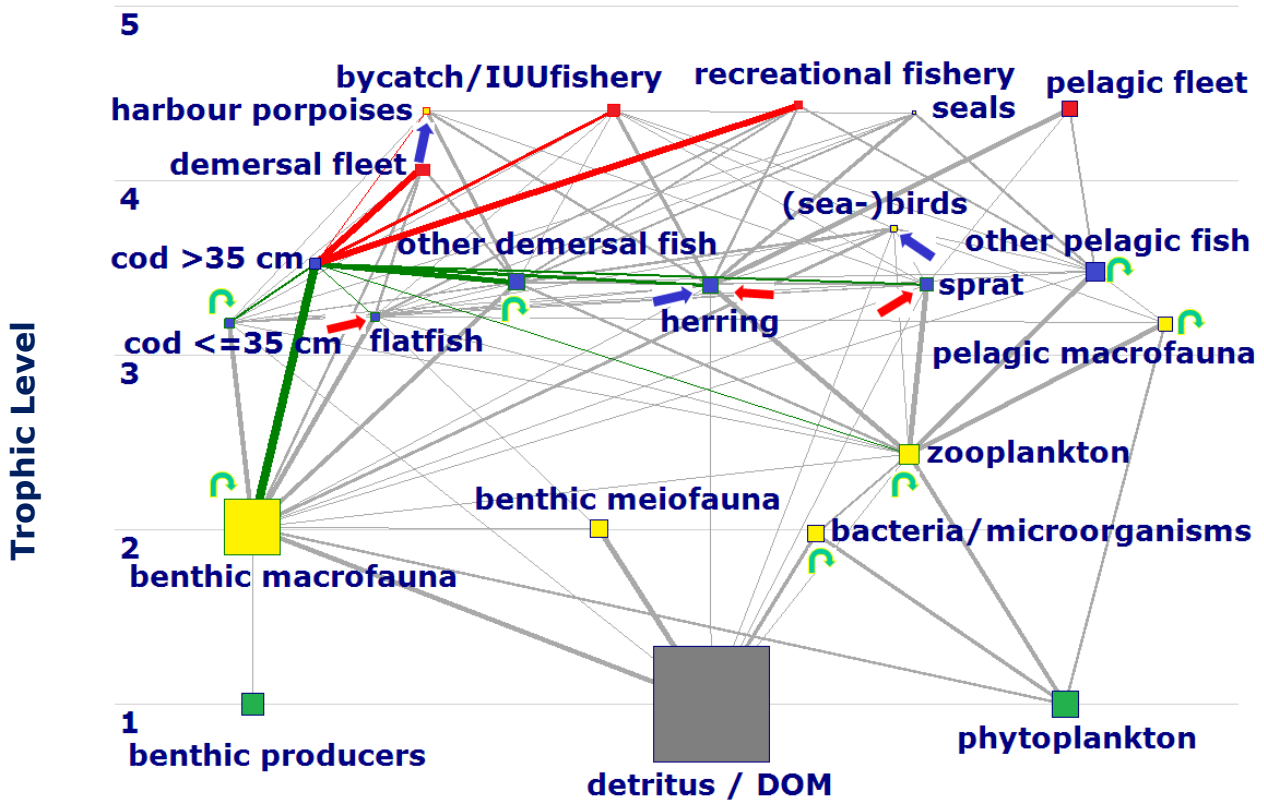 5
bycatch/IUUfishery
recreational fishery
pelagic fleet
harbour porpoises
seals
demersal fleet
4
(sea-)birds
cod >35 cm
other demersal fish
other pelagic fish
sprat
herring
cod <=35 cm
flatfish
pelagic macrofauna
3
Trophic Level
zooplankton
benthic meiofauna
bacteria/microorganisms
2
benthic macrofauna
1
benthic producers
phytoplankton
detritus / DOM